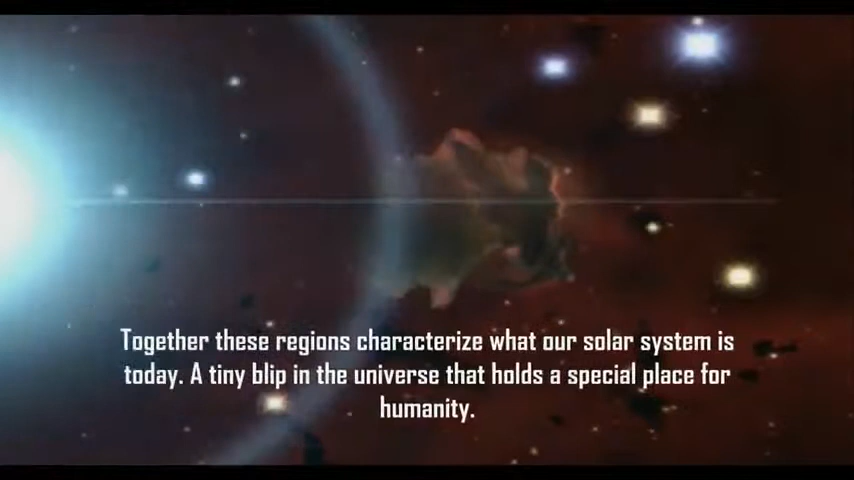 Together these regions characterize what our solar system is
today. A tiny blip in the universe that holds a special place for
humanity.